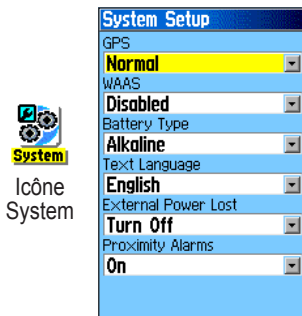 System Setup
GPS
Normal
WAAS
Disabled
Battery Type
Alkaline
Text Language
English
External Power Lost
Turn Off
Proximity Alarms
On
System
Icône
System